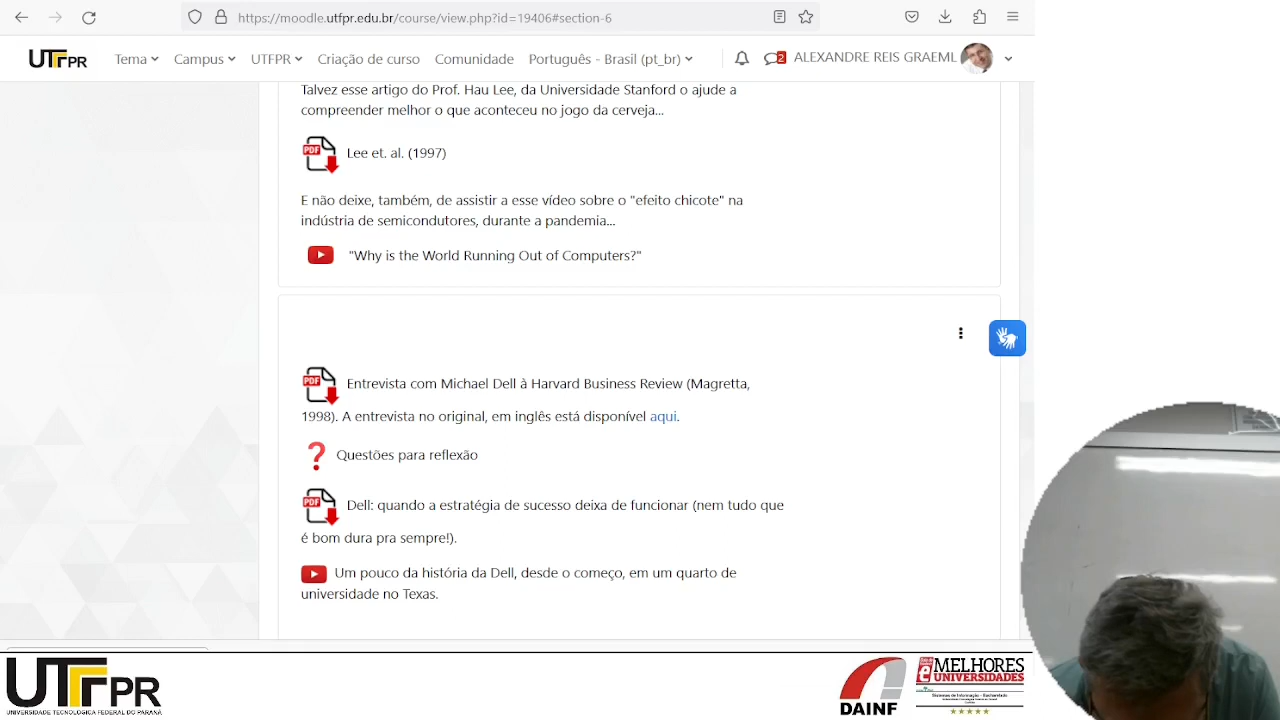 https://moodle.utfpr.edu.br/course/view.php?id=19406#section-6
UTFPR Tema Campus UTFPR Criação de curso Comunidade Português - Brasil (pt_br) 2 ALEXANDRE REIS GRAEML
Talvez esse artigo do Prof. Hau Lee, da Universidade Stanford o ajude a
compreender melhor o que aconteceu no jogo da cerveja...
PDF Lee et. al. (1997)
E não deixe, também, de assistir a esse vídeo sobre o "efeito chicote" na
indústria de semicondutores, durante a pandemia...
"Why is the World Running Out of Computers?"
PDF Entrevista com Michael Dell à Harvard Business Review (Magretta,
1998). A entrevista no original, em inglês está disponível aqui.
Questões para reflexão
PDF Dell: quando a estratégia de sucesso deixa de funcionar (nem tudo que
é bom dura pra sempre!).
Um pouco da história da Dell, desde o começo, em um quarto de
universidade no Texas.
UTFPR
UNIVERSIDADE TECNOLÓGICA FEDERAL DO PARANÁ
DAINF
MELHORES
UNIVERSIDADES
Sistemas de Informação - Bacharelado